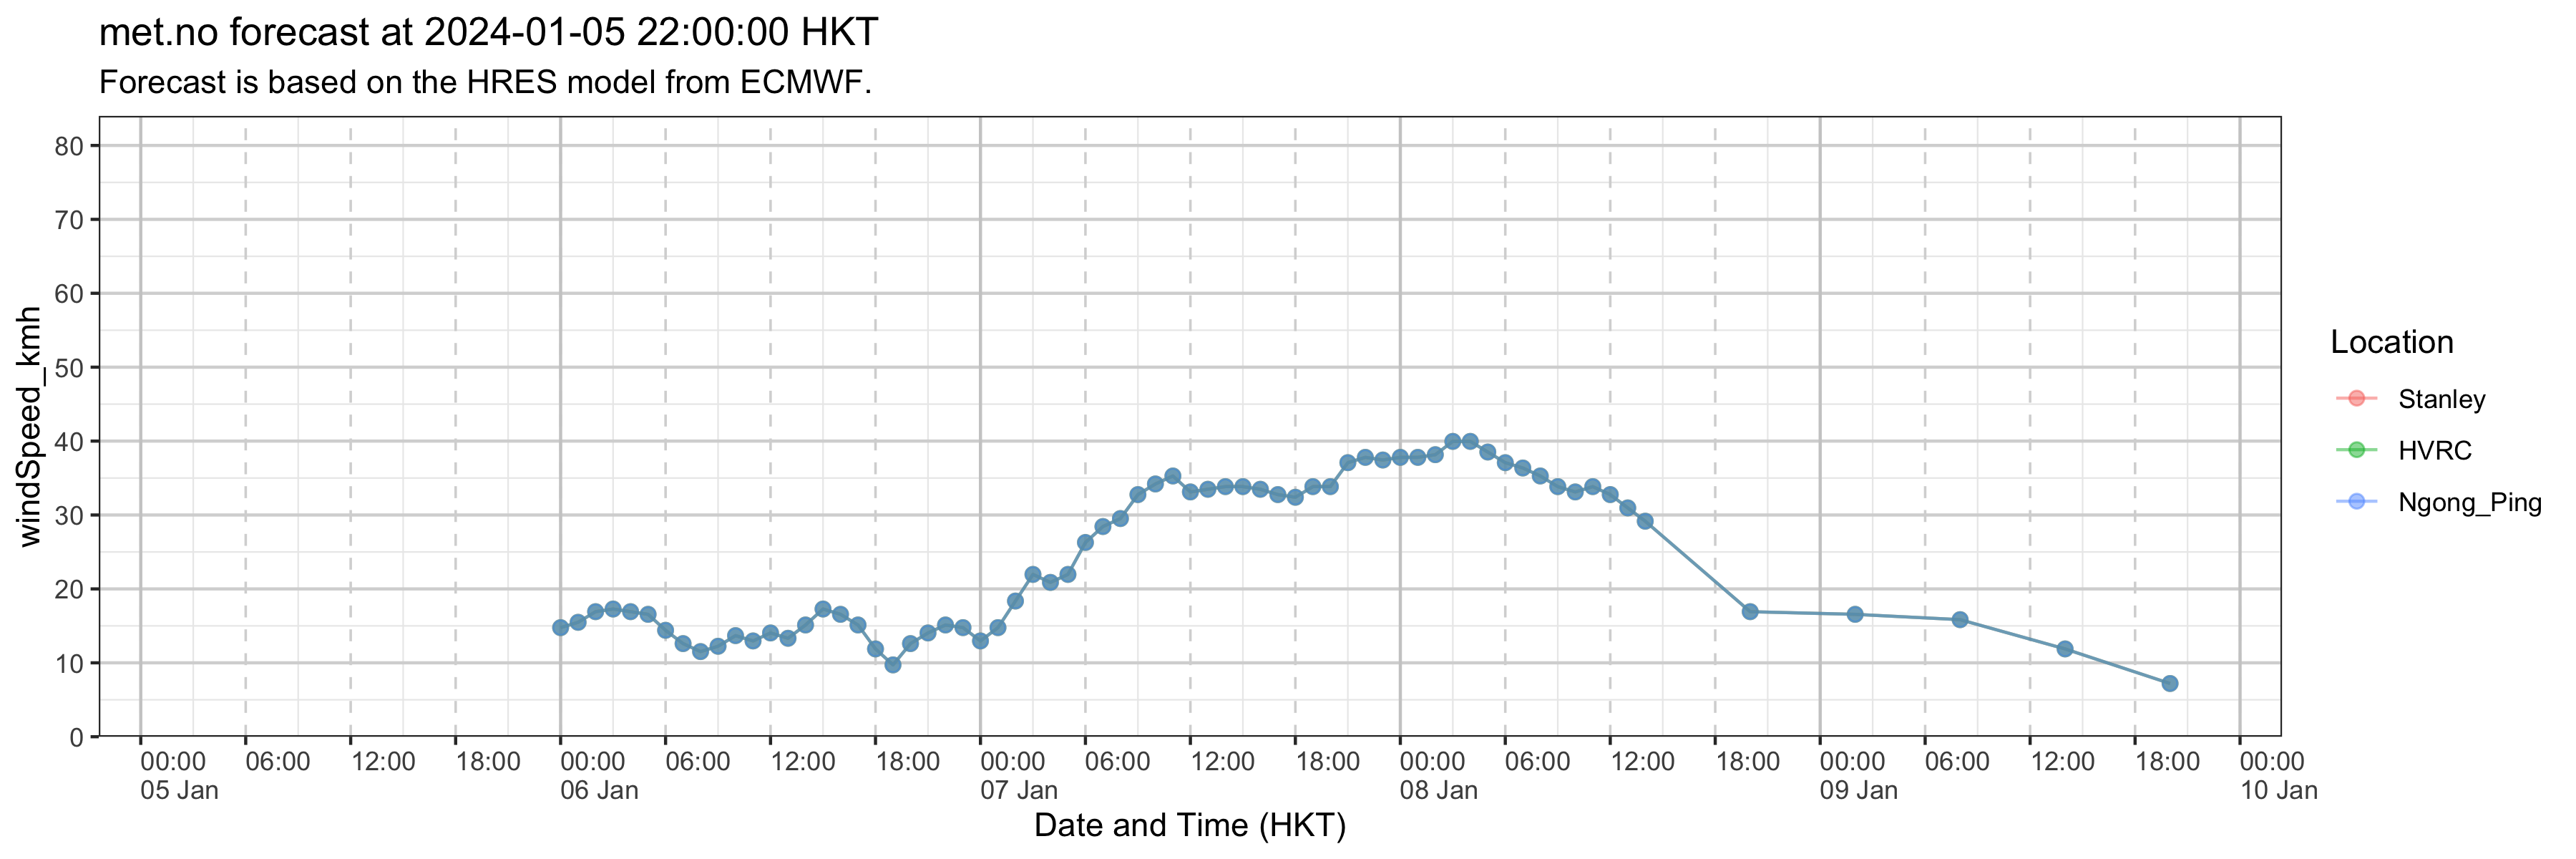 met.no forecast at 2024-01-05 22:00:00 HKT
Forecast is based on the HRES model from ECMWF.
windSpeed_kmh
80
70
60
50
40
30
20
10
0
00:00 06:00 12:00 18:00 00:00 06:00 12:00 18:00 00:00 06:00 12:00 18:00 00:00 06:00 12:00 18:00 00:00 06:00 12:00 18:00 00:00
05 Jan 06 Jan 07 Jan 08 Jan 09 Jan 10 Jan
Date and Time (HKT)
Location
Stanley
HVRC
Ngong_Ping